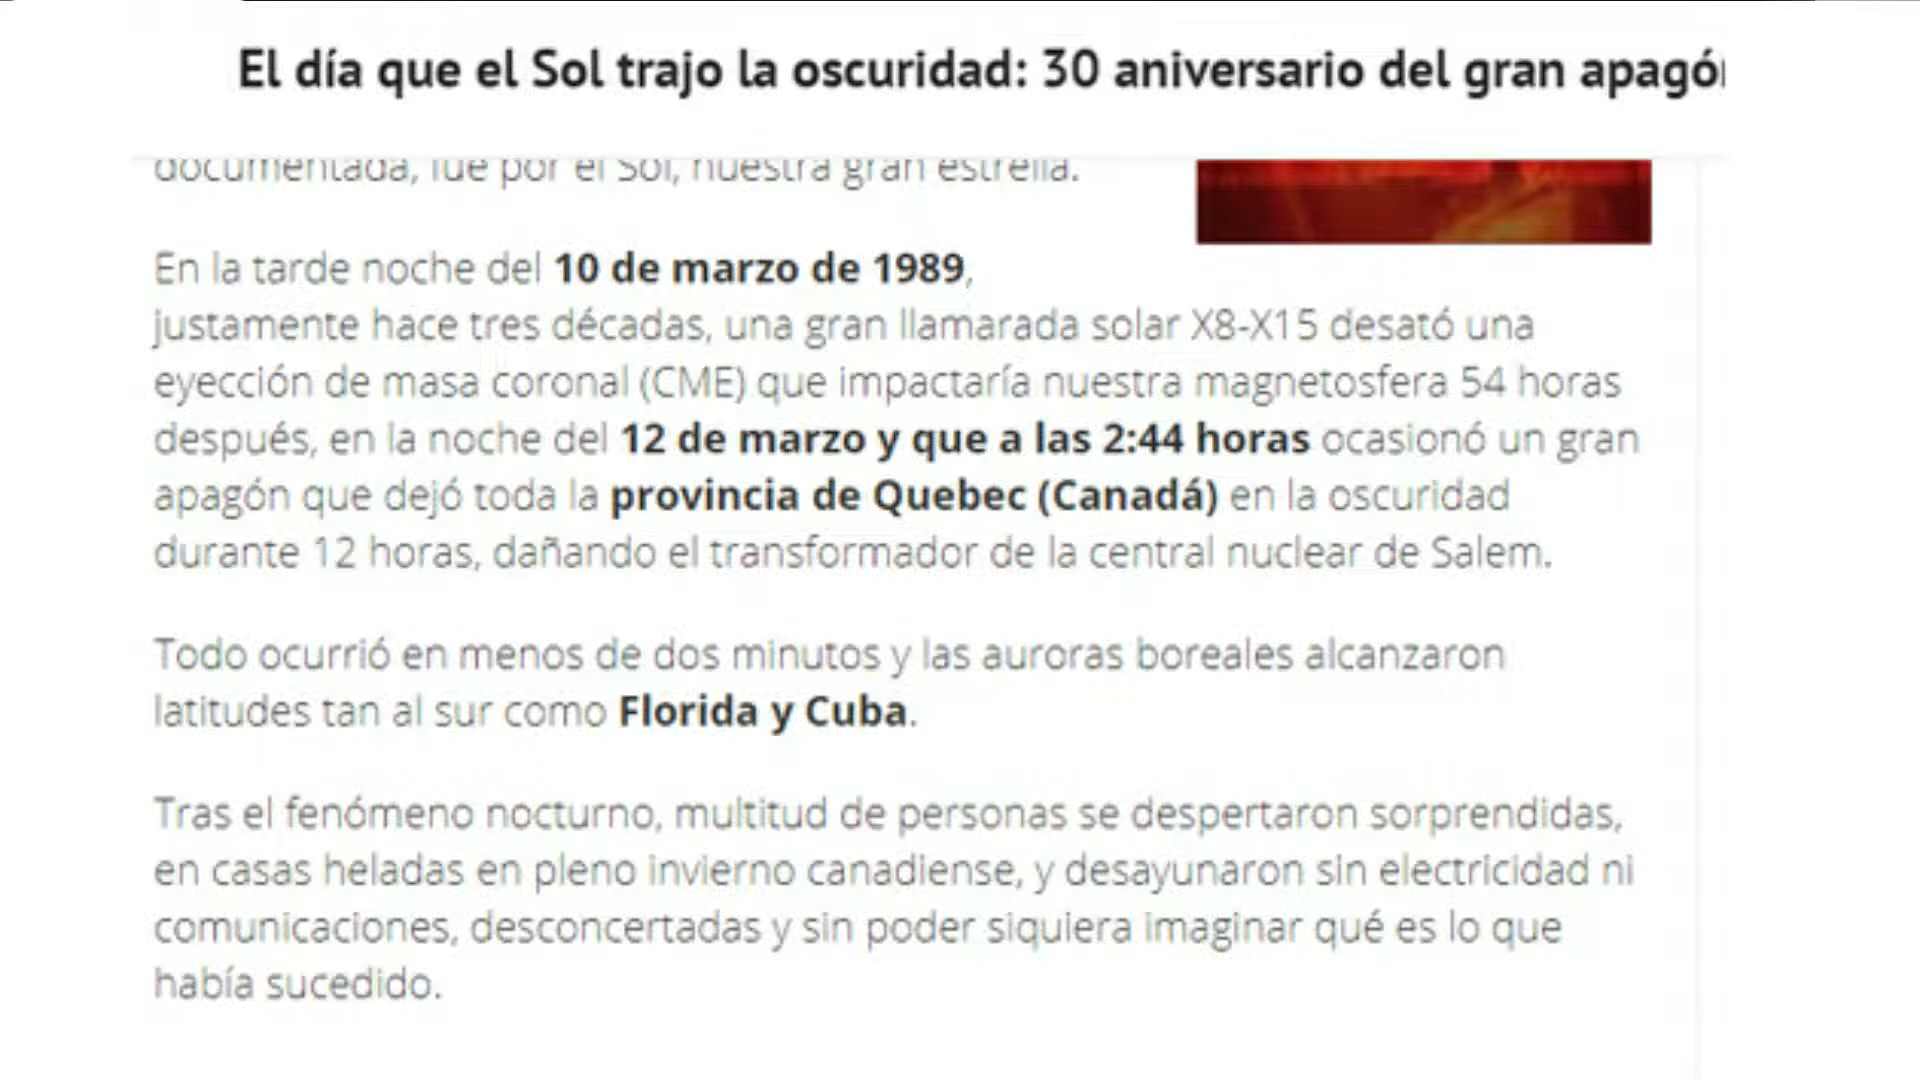 El día que el Sol trajo la oscuridad: 30 aniversario del gran apagó
documentada, fue por el Sol, nuestra gran estrella.
En la tarde noche del 10 de marzo de 1989,
justamente hace tres décadas, una gran llamarada solar X8-X15 desató una
eyección de masa coronal (CME) que impactaría nuestra magnetosfera 54 horas
después, en la noche del 12 de marzo y que a las 2:44 horas ocasionó un gran
apagón que dejó toda la provincia de Quebec (Canadá) en la oscuridad
durante 12 horas, dañando el transformador de la central nuclear de Salem.
Todo ocurrió en menos de dos minutos y las auroras boreales alcanzaron
latitudes tan al sur como Florida y Cuba.
Tras el fenómeno nocturno, multitud de personas se despertaron sorprendidas,
en casas heladas en pleno invierno canadiense, y desayunaron sin electricidad ni
comunicaciones, desconcertadas y sin poder siquiera imaginar qué es lo que
había sucedido.